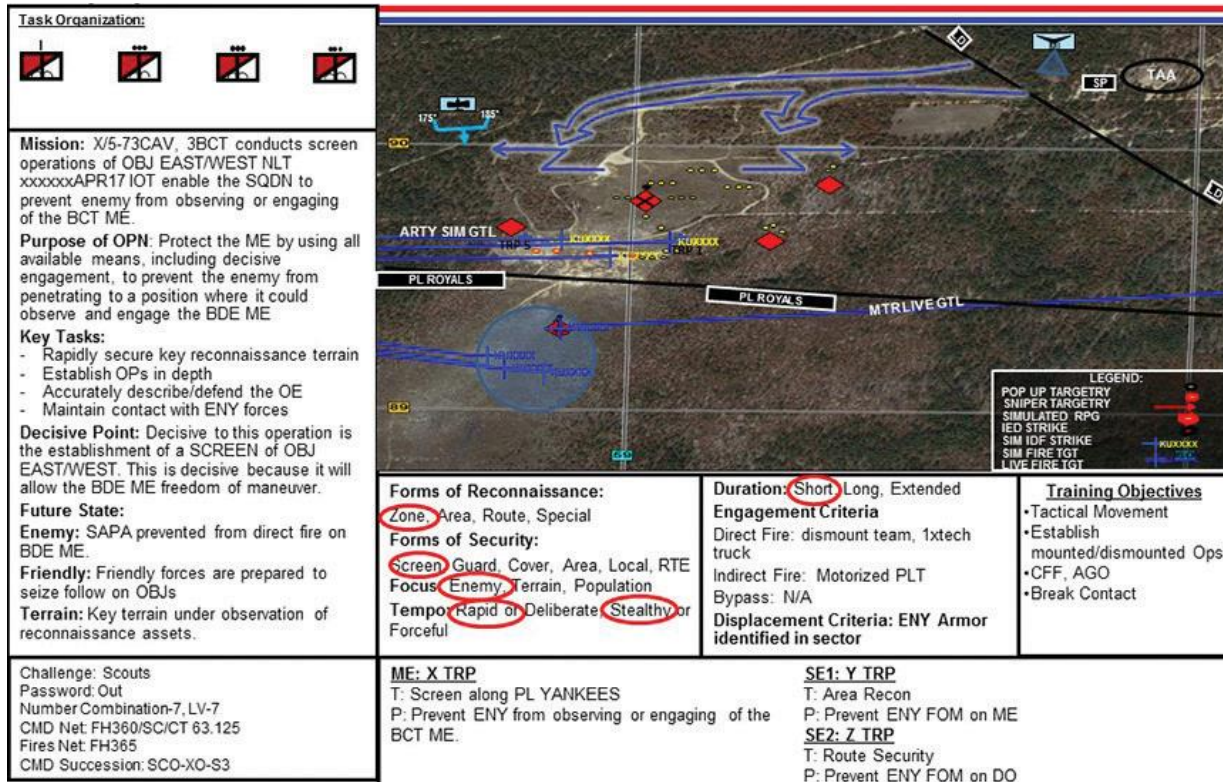 Task Organization:
Mission: X/5-73CAV, 3BCT conducts screen
operations of OBJ EAST/WEST NLT
xxxxxxAPR17 IOT enable the SQDN to
prevent enemy from observing or engaging
of the BCT ME.
Purpose of OPN: Protect the ME by using all
available means, including decisive
engagement, to prevent the enemy from
penetrating to a position where it could
observe and engage the BDE ME
Key Tasks:
- Rapidly secure key reconnaissance terrain
- Establish OPs in depth
- Accurately describe/defend the OE
- Maintain contact with ENY forces
Decisive Point: Decisive to this operation is
the establishment of a SCREEN of OBJ
EAST/WEST. This is decisive because it will
allow the BDE ME freedom of maneuver.
Future State:
Enemy: SAPA prevented from direct fire on
BDE ME.
Friendly: Friendly forces are prepared to
seize follow on OBJs
Terrain: Key terrain under observation of
reconnaissance assets.
Challenge: Scouts
Password: Out
Number Combination-7, LV-7
CMD Net: FH360/SC/CT 63.125
Fires Net: FH365
CMD Succession: SCO-XO-S3
LD
SP
TAA
LD
175°
185°
90
ARTY SIM GTL
TRP 5
KUXXXX
KUXXXX
PL ROYALS
PL ROYALS
MTR LIVE GTL
89
69
LEGEND:
POP UP TARGETRY
SNIPER TARGETRY
SIMULATED RPG
IED STRIKE
SIM IDF STRIKE
SIM FIRE TGT
LIVE FIRE TGT
KUXXXX
Forms of Reconnaissance:
Zone, Area, Route, Special
Forms of Security:
Screen, Guard, Cover, Area, Local, RTE
Focus: Enemy, Terrain, Population
Tempo: Rapid or Deliberate, Stealthy or
Forceful
Duration: Short, Long, Extended
Engagement Criteria
Direct Fire: dismount team, 1xtech
truck
Indirect Fire: Motorized PLT
Bypass: N/A
Displacement Criteria: ENY Armor
identified in sector
Training Objectives
•Tactical Movement
•Establish
mounted/dismounted Ops
•CFF, AGO
•Break Contact
ME: X TRP
T: Screen along PL YANKEES
P: Prevent ENY from observing or engaging of the
BCT ME.
SE1: Y TRP
T: Area Recon
P: Prevent ENY FOM on ME
SE2: Z TRP
T: Route Security
P: Prevent ENY FOM on DO